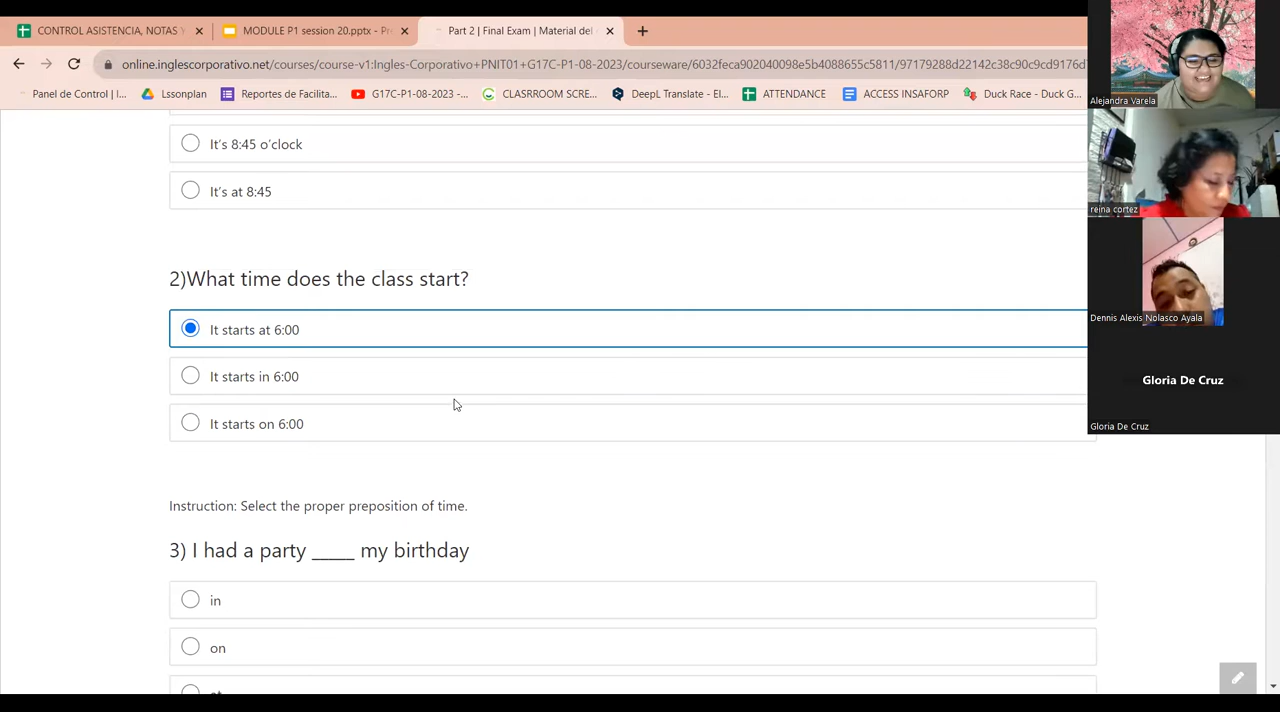 CONTROL ASISTENCIA, NOTAS Y
MODULE P1 session 20.pptx - Pr
Part 2 | Final Exam | Material del
online.inglescorporativo.net/courses/course-v1:Ingles-Corporativo+PNIT01+G17C-P1-08-2023/courseware/6032feca902040098e5b4088655c5811/97179288d22142c38c90c9cd9176d
Panel de Control | I...
Lssonplan
Reportes de Facilita...
G17C-P1-08-2023 -...
CLASSROOM SCRE...
DeepL Translate - El...
ATTENDANCE
ACCESS INSAFORP
Duck Race - Duck G...
It's 8:45 o'clock
It's at 8:45
2)What time does the class start?
It starts at 6:00
It starts in 6:00
It starts on 6:00
Instruction: Select the proper preposition of time.
3) I had a party _____ my birthday
in
on
Alejandra Varela
reina cortez
Dennis Alexis Nolasco Ayala
Gloria De Cruz
Gloria De Cruz